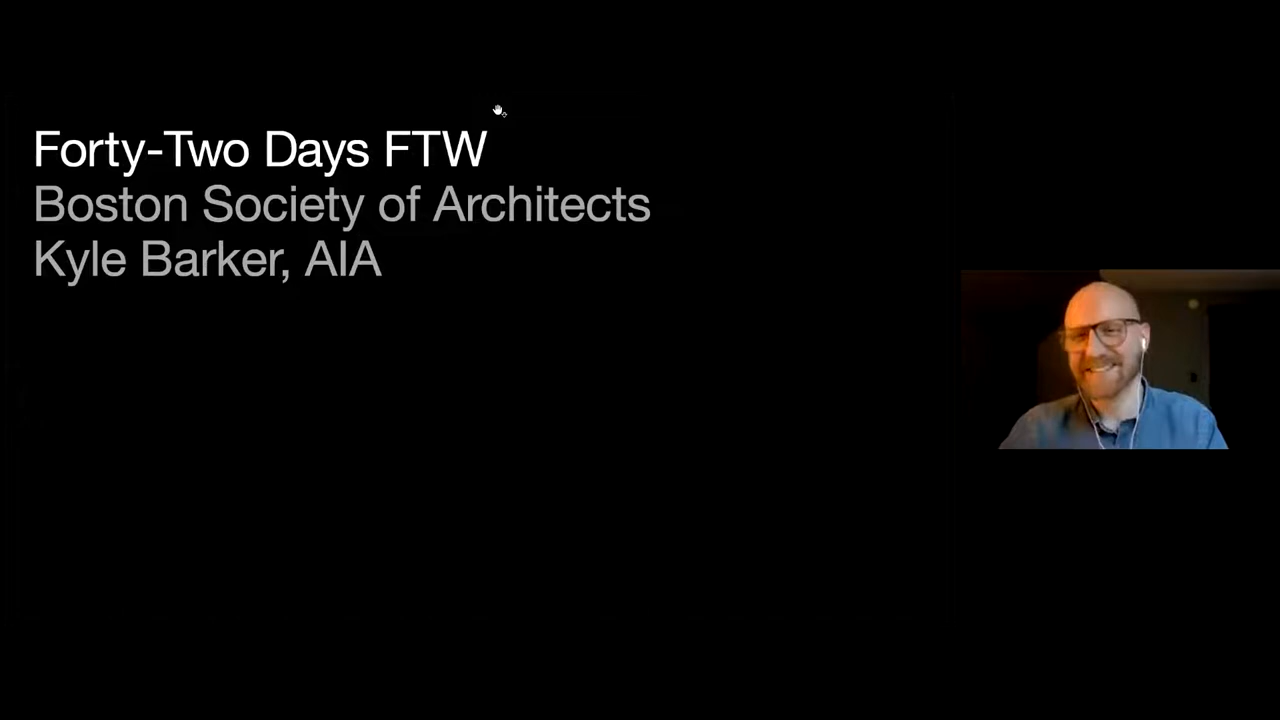 Forty-Two Days FTW
Boston Society of Architects
Kyle Barker, AIA